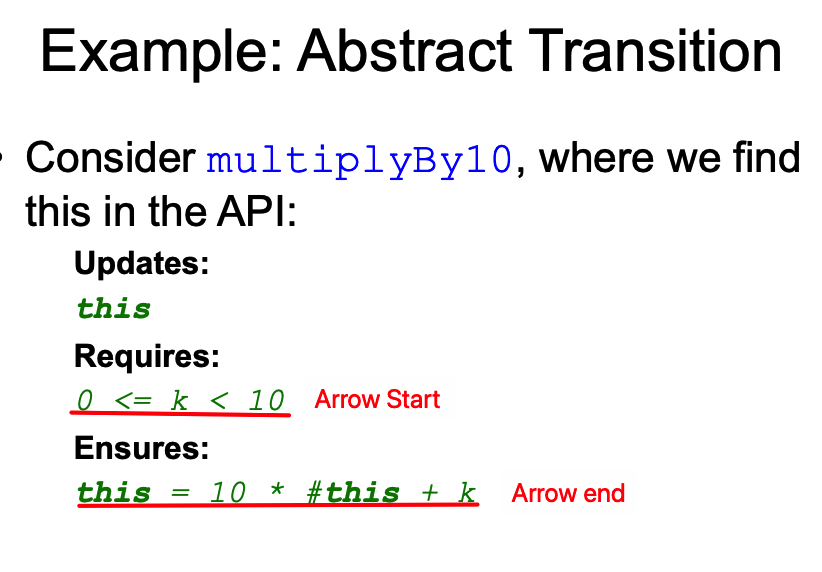 Example: Abstract Transition
• Consider multiplyBy10, where we find
this in the API:
Updates:
this
Requires:
0 <= k < 10 Arrow Start
Ensures:
this = 10 * #this + k Arrow end